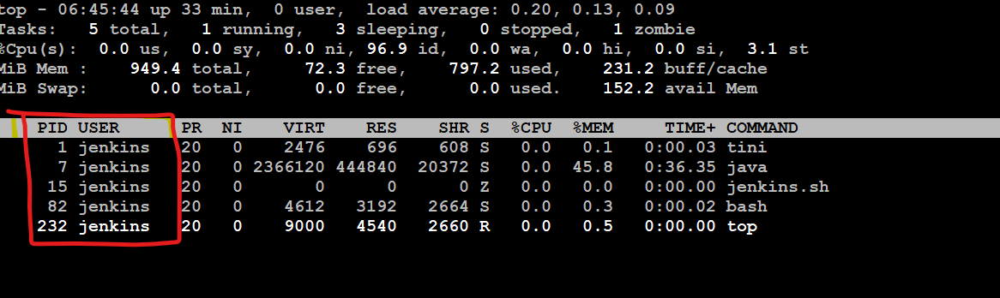 top - 06:45:44 up 33 min,  0 user,  load average: 0.20, 0.13, 0.09
Tasks:   5 total,   1 running,   3 sleeping,   0 stopped,   1 zombie
%Cpu(s):  0.0 us,  0.0 sy,  0.0 ni, 96.9 id,  0.0 wa,  0.0 hi,  0.0 si,  3.1 st
MiB Mem :    949.4 total,     72.3 free,    797.2 used,    231.2 buff/cache
MiB Swap:      0.0 total,      0.0 free,      0.0 used.    152.2 avail Mem
PID USER      PR  NI    VIRT    RES    SHR S  %CPU  %MEM     TIME+ COMMAND
1 jenkins   20   0    2476    696    608 S   0.0   0.1   0:00.03 tini
7 jenkins   20   0 2366120 444840  20372 S   0.0  45.8   0:36.35 java
15 jenkins   20   0       0      0      0 Z   0.0   0.0   0:00.00 jenkins.sh
82 jenkins   20   0    4612   3192   2664 S   0.0   0.3   0:00.02 bash
232 jenkins   20   0    9000   4540   2660 R   0.0   0.5   0:00.00 top